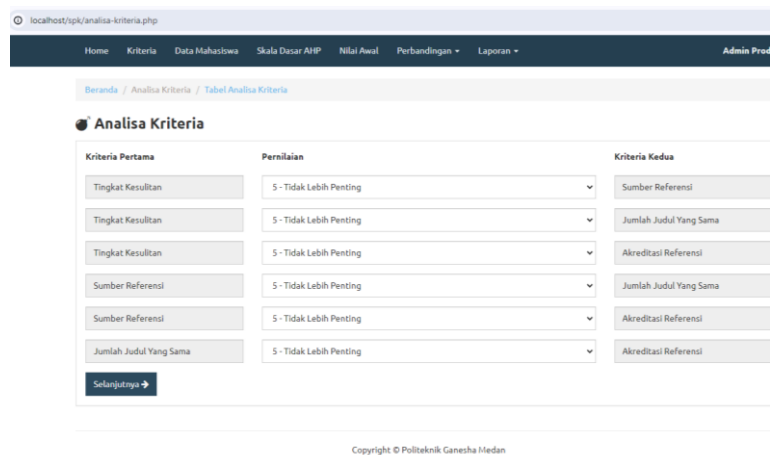 localhost/spk/analisa-kriteria.php
Home Kriteria Data Mahasiswa Skala Dasar AHP Nilai Awal Perbandingan Laporan Admin Prod
Beranda / Analisa Kriteria / Tabel Analisa Kriteria
Analisa Kriteria
Kriteria Pertama Pernilaian Kriteria Kedua
Tingkat Kesulitan 5 - Tidak Lebih Penting Sumber Referensi
Tingkat Kesulitan 5 - Tidak Lebih Penting Jumlah Judul Yang Sama
Tingkat Kesulitan 5 - Tidak Lebih Penting Akreditasi Referensi
Sumber Referensi 5 - Tidak Lebih Penting Jumlah Judul Yang Sama
Sumber Referensi 5 - Tidak Lebih Penting Akreditasi Referensi
Jumlah Judul Yang Sama 5 - Tidak Lebih Penting Akreditasi Referensi
Selanjutnya →
Copyright © Politeknik Ganesha Medan